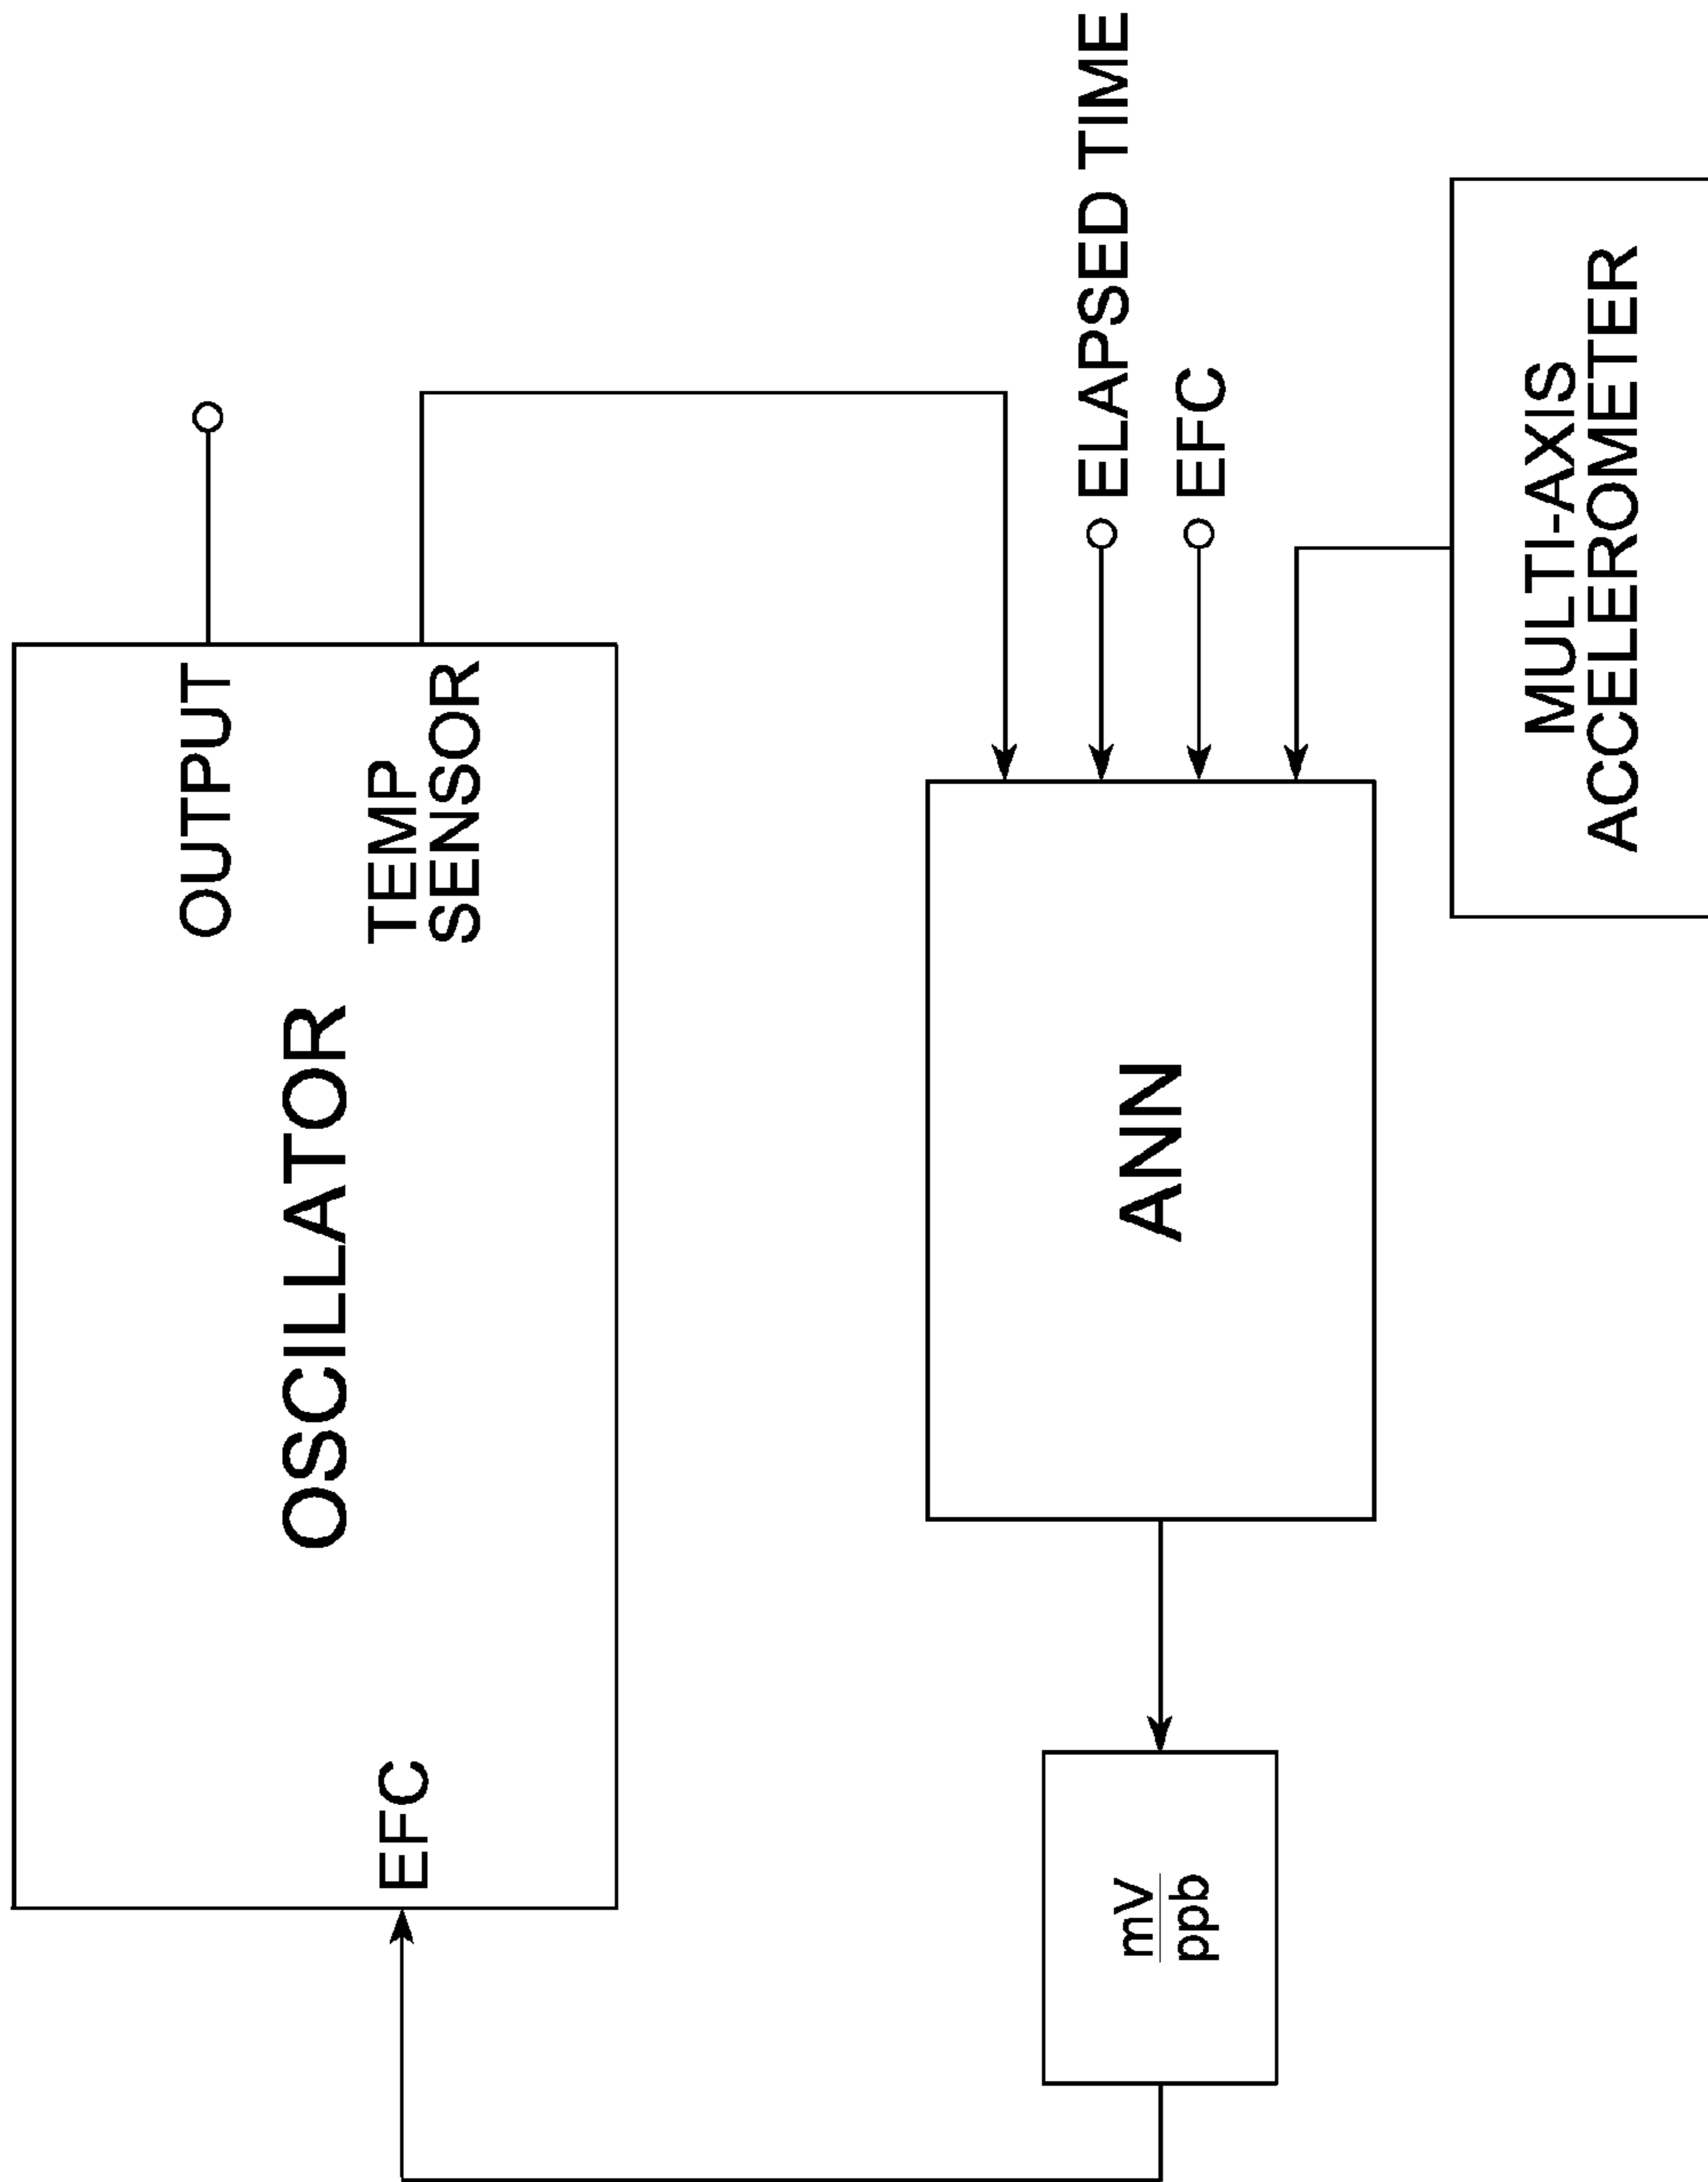 OSCILLATOR
OUTPUT
TEMP
SENSOR
EFC
ELAPSED TIME
EFC
ANN
mV
ppb
MULTI-AXIS
ACCELEROMETER